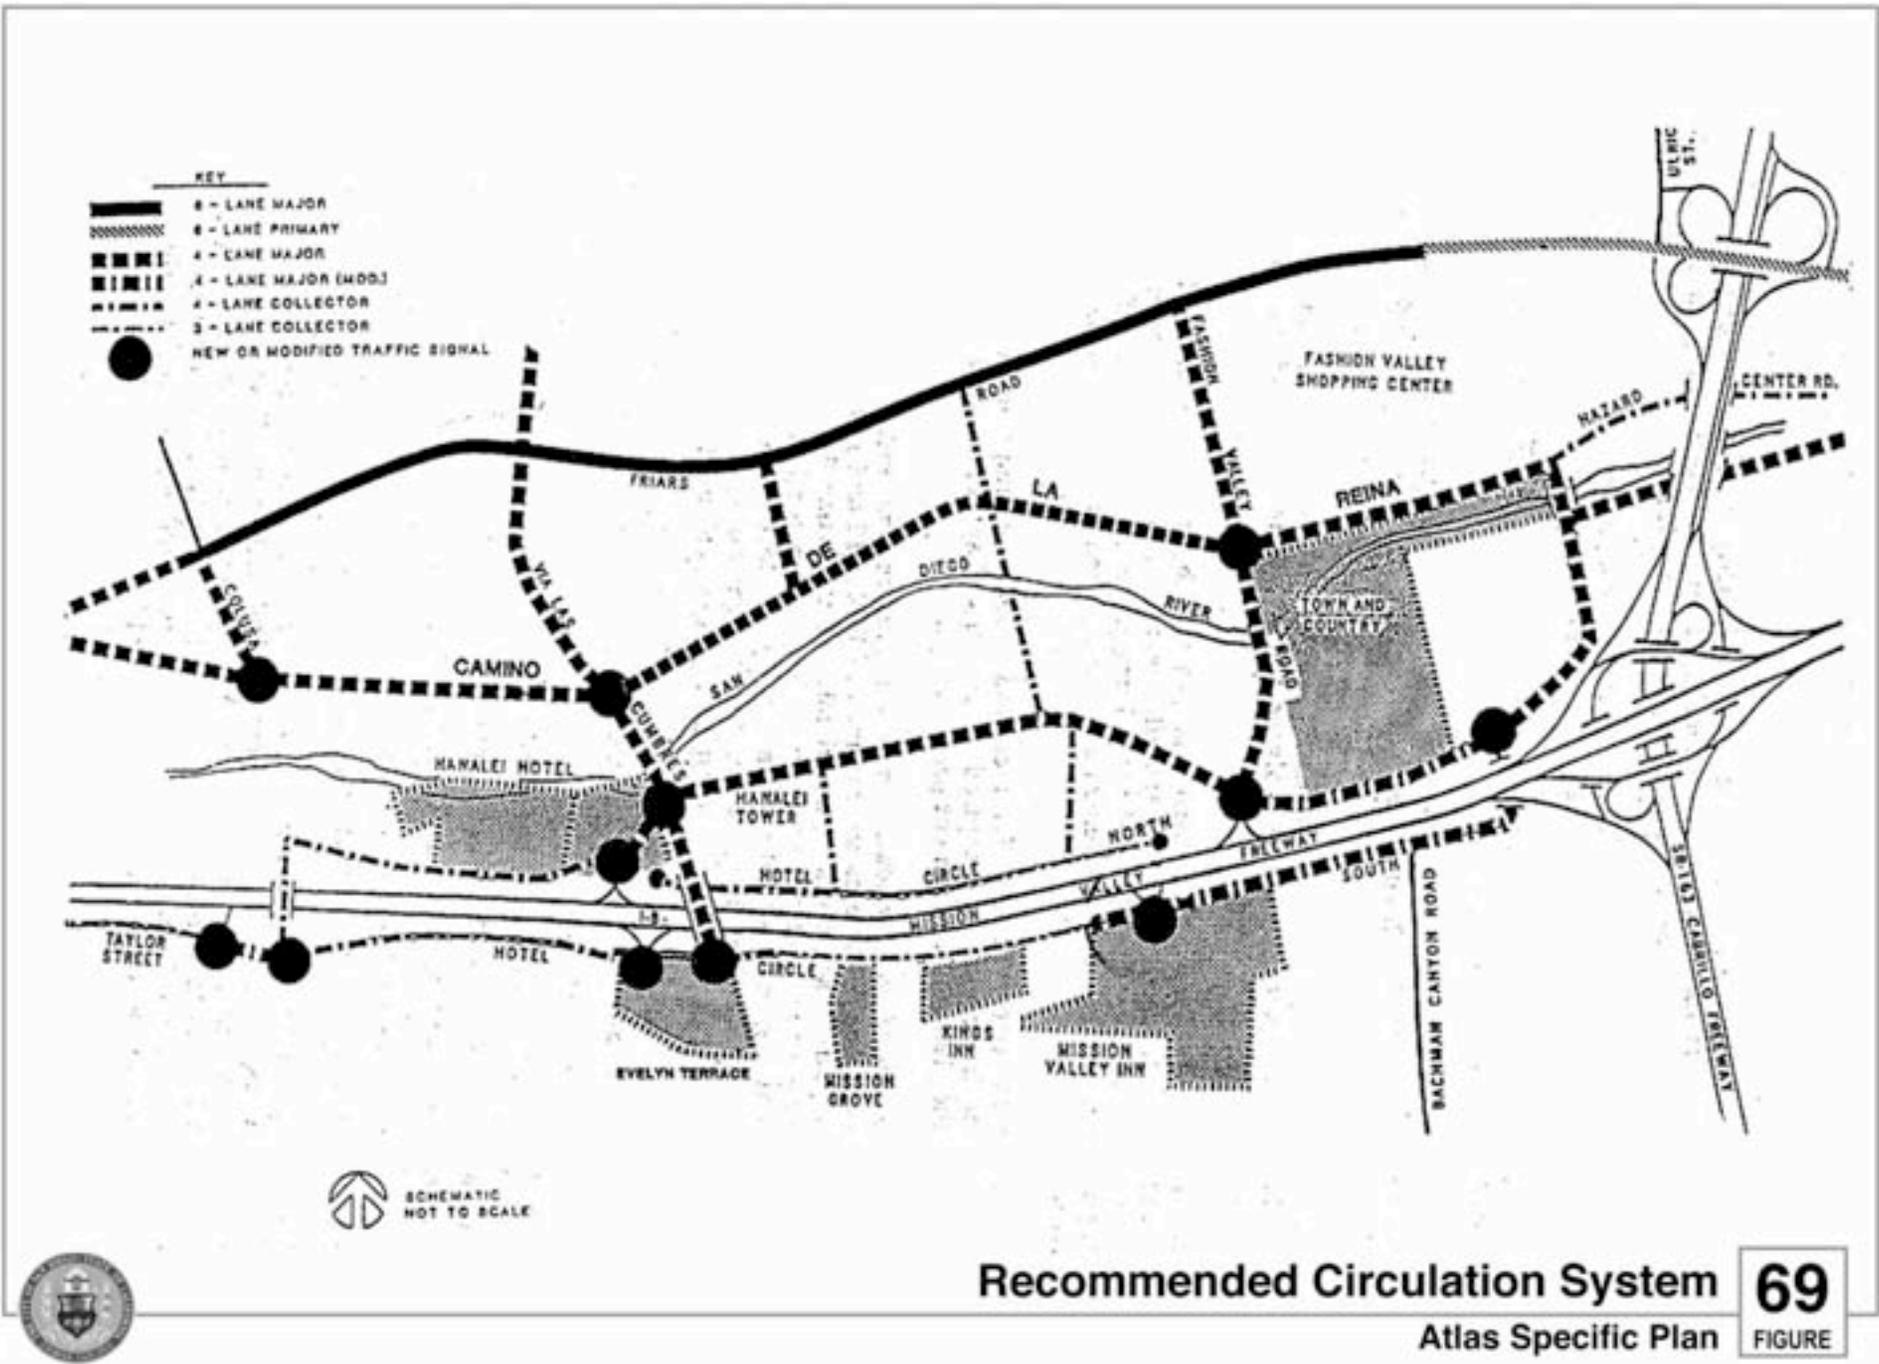 KEY
6 - LANE MAJOR
6 - LANE PRIMARY
4 - LANE MAJOR
4 - LANE MAJOR (MOD.)
4 - LANE COLLECTOR
3 - LANE COLLECTOR
NEW OR MODIFIED TRAFFIC SIGNAL
ULRIC
ST.
FASHION VALLEY
SHOPPING CENTER
FASHION
VALLEY
ROAD
HAZARD
CENTER RD.
FRIARS
ROAD
COLUSA
VIA LAS
CUMBRES
CAMINO
DE
LA
REINA
SAN
DIEGO
RIVER
TOWN AND
COUNTRY
HANALEI HOTEL
HANALEI
TOWER
HOTEL
CIRCLE
NORTH
I-8
MISSION
VALLEY
FREEWAY
SOUTH
TAYLOR
STREET
HOTEL
CIRCLE
EVELYN TERRACE
MISSION
GROVE
KINGS
INN
MISSION
VALLEY INN
BACHMAN CANYON ROAD
SR163 CABRILLO FREEWAY
SCHEMATIC
NOT TO SCALE
Recommended Circulation System
Atlas Specific Plan
69
FIGURE